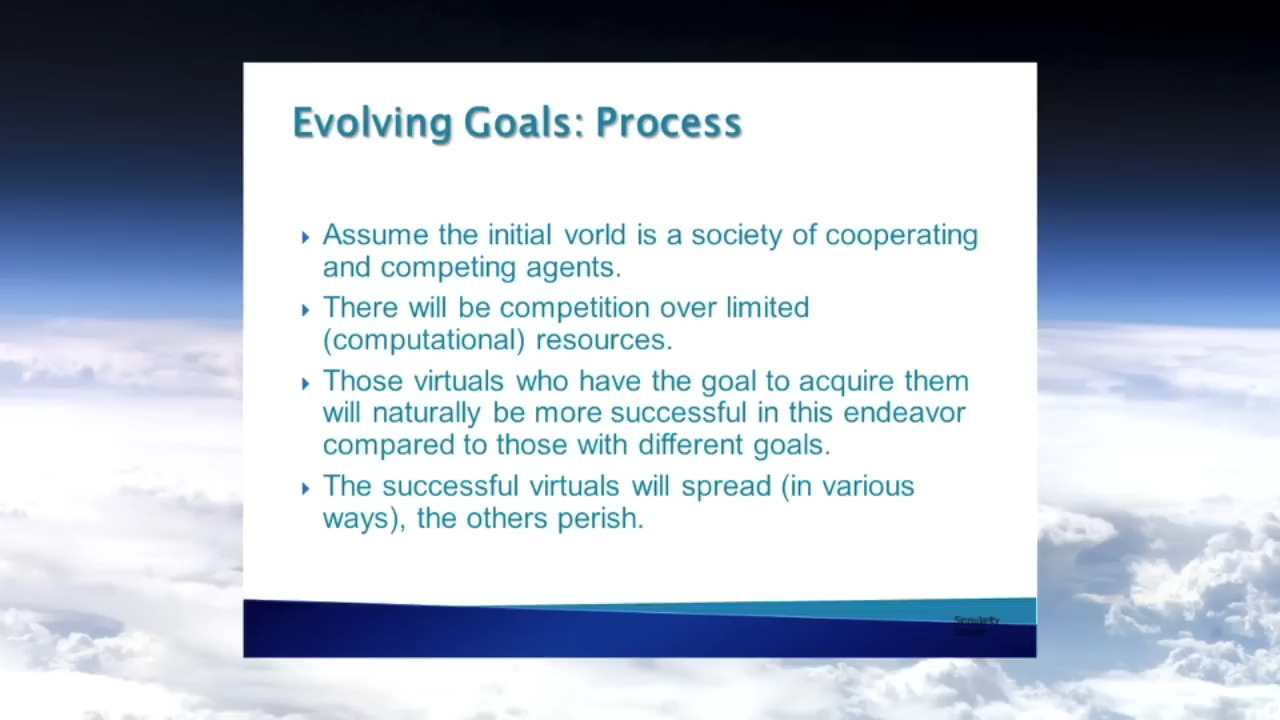 Evolving Goals: Process
Assume the initial vorld is a society of cooperating
and competing agents.
There will be competition over limited
(computational) resources.
Those virtuals who have the goal to acquire them
will naturally be more successful in this endeavor
compared to those with different goals.
The successful virtuals will spread (in various
ways), the others perish.